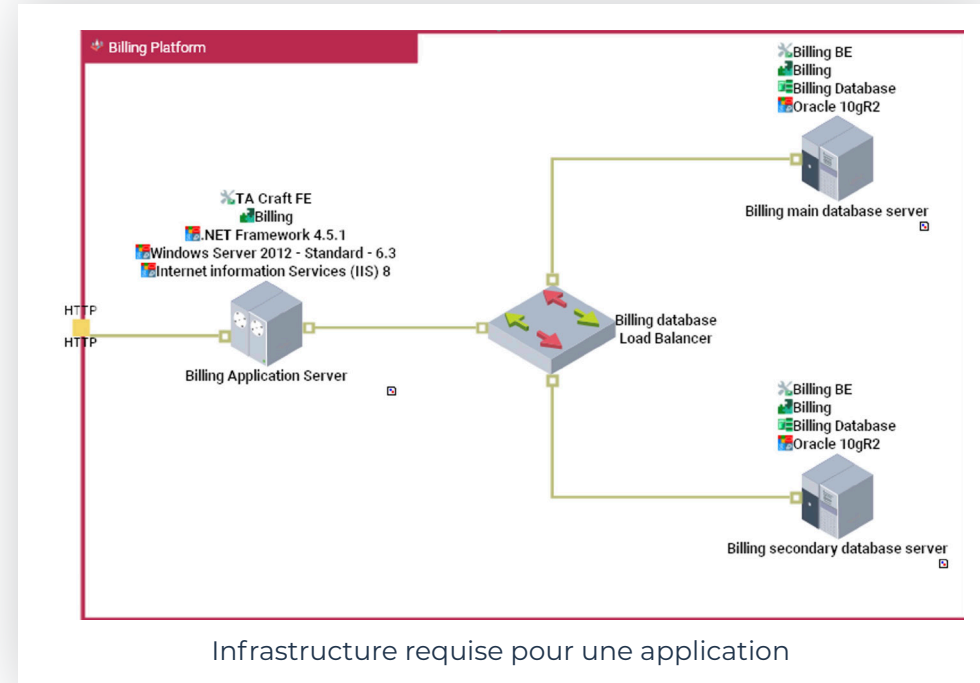 Billing Platform
Billing BE
Billing
Billing Database
Oracle 10gR2
Billing main database server
TA Craft FE
Billing
.NET Framework 4.5.1
Windows Server 2012 - Standard - 6.3
Internet information Services (IIS) 8
HTTP
HTTP
Billing Application Server
Billing database
Load Balancer
Billing BE
Billing
Billing Database
Oracle 10gR2
Billing secondary database server
Infrastructure requise pour une application